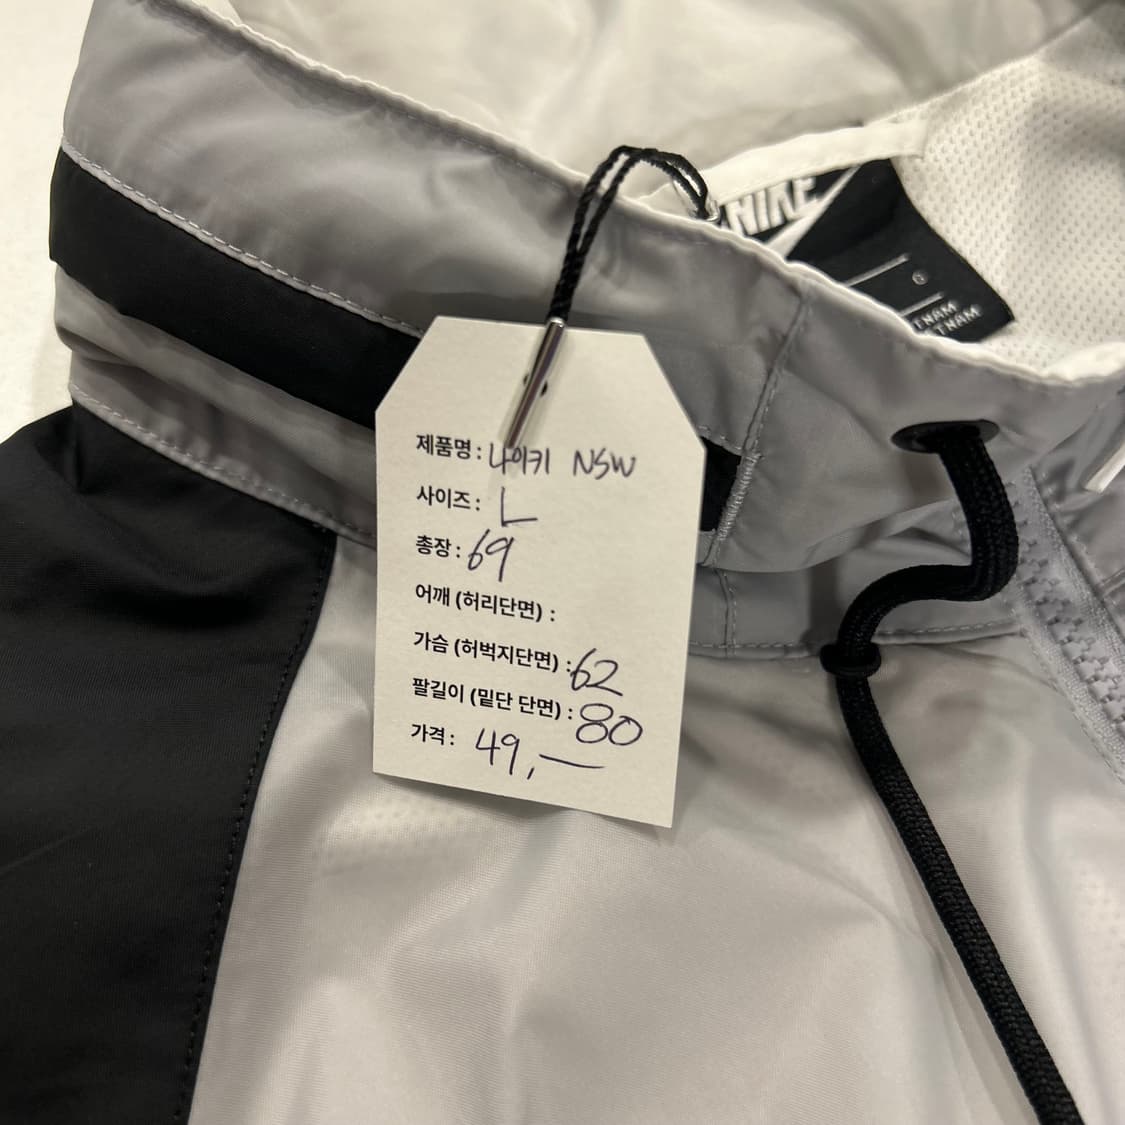 NIKE
제품명 : 나이키 NSW
사이즈 : L
총장 : 69
어깨 (허리단면) :
가슴 (허벅지단면) : 62
팔길이 (밑단 단면) : 80
가격 : 49,—